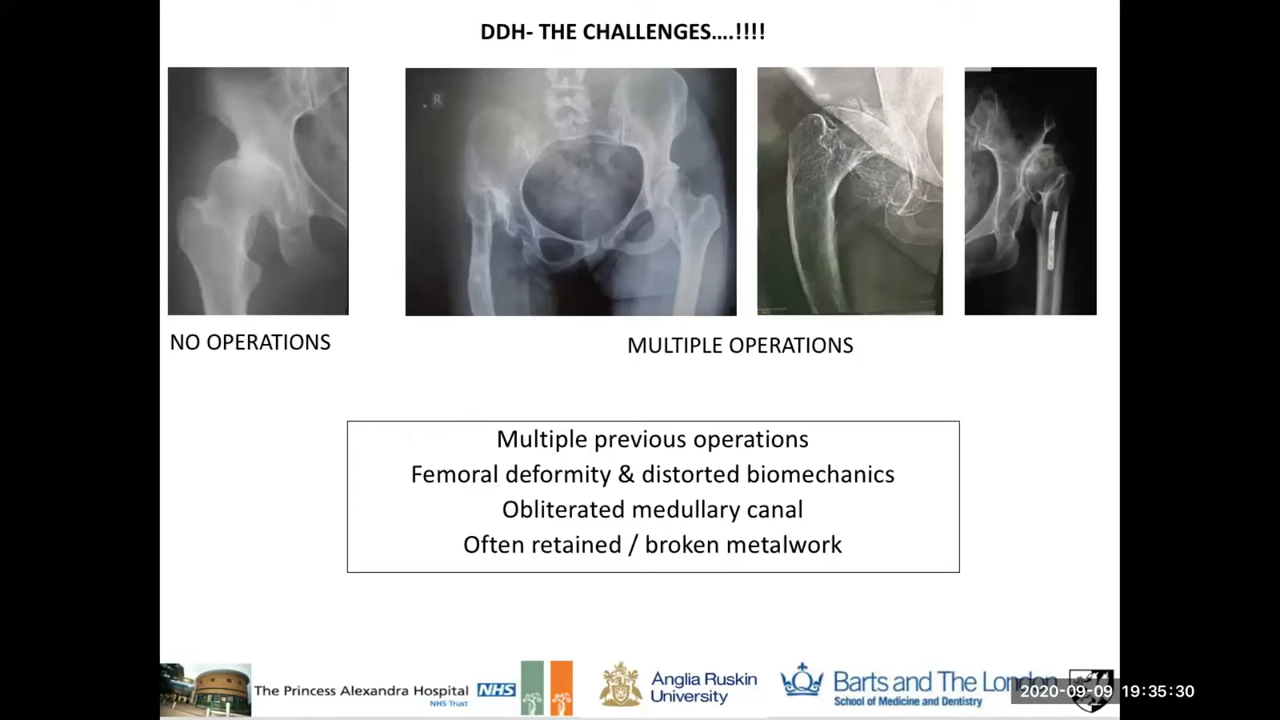 DDH- THE CHALLENGES....!!!!
R
NO OPERATIONS
MULTIPLE OPERATIONS
Multiple previous operations
Femoral deformity & distorted biomechanics
Obliterated medullary canal
Often retained / broken metalwork
The Princess Alexandra Hospital NHS
NHS Trust
Anglia Ruskin
University
Barts and The London
School of Medicine and Dentistry
2020-09-09 19:35:30